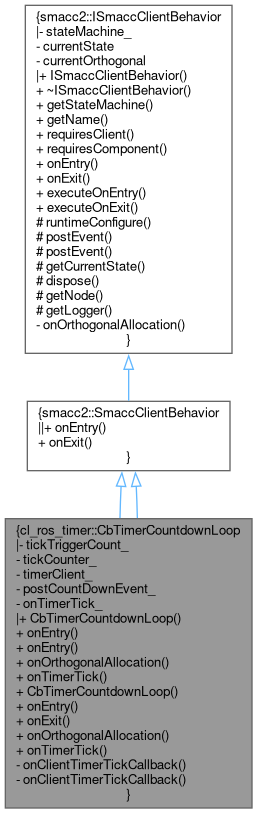 {smacc2::ISmaccClientBehavior
|- stateMachine_
- currentState
- currentOrthogonal
|+ ISmaccClientBehavior()
+ ~ISmaccClientBehavior()
+ getStateMachine()
+ getName()
+ requiresClient()
+ requiresComponent()
+ onEntry()
+ onExit()
+ executeOnEntry()
+ executeOnExit()
# runtimeConfigure()
# postEvent()
# postEvent()
# getCurrentState()
# dispose()
# getNode()
# getLogger()
- onOrthogonalAllocation()
}
{smacc2::SmaccClientBehavior
||+ onEntry()
+ onExit()
}
{cl_ros_timer::CbTimerCountdownLoop
|- tickTriggerCount_
- tickCounter_
- timerClient_
- postCountDownEvent_
- onTimerTick_
|+ CbTimerCountdownLoop()
+ onEntry()
+ onEntry()
+ onOrthogonalAllocation()
+ onTimerTick()
+ CbTimerCountdownLoop()
+ onEntry()
+ onExit()
+ onOrthogonalAllocation()
+ onTimerTick()
- onClientTimerTickCallback()
- onClientTimerTickCallback()
}